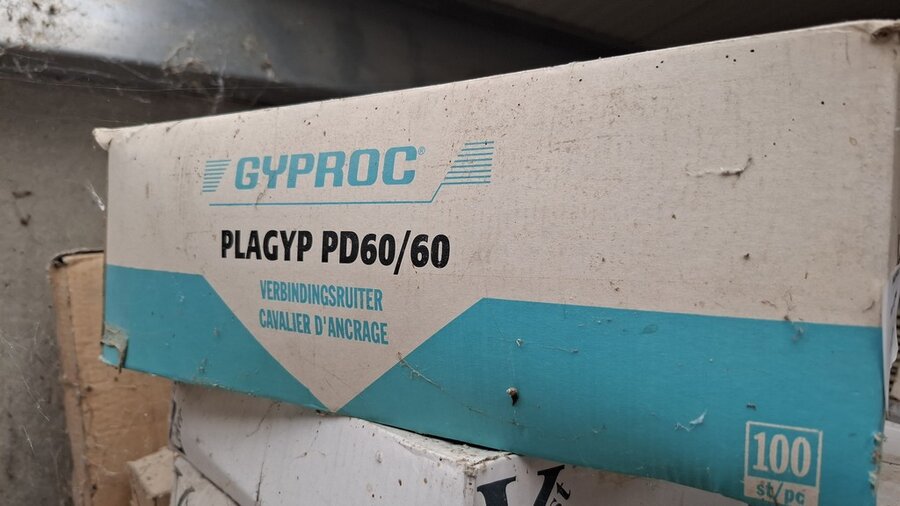 GYPROC®
PLAGYP PD60/60
VERBINDINGSRUITER
CAVALIER D'ANCRAGE
100
st/pc